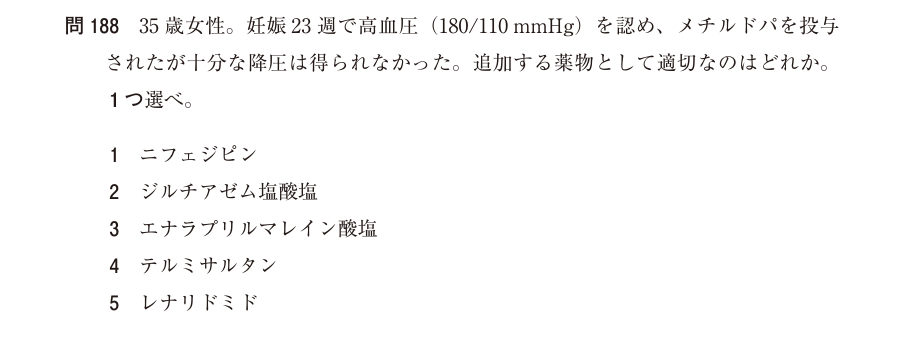 問 188 35 歳女性。妊娠 23 週で高血圧（180/110 mmHg）を認め、メチルドパを投与
されたが十分な降圧は得られなかった。追加する薬物として適切なのはどれか。
1つ選べ。
1 ニフェジピン
2 ジルチアゼム塩酸塩
3 エナラプリルマレイン酸塩
4 テルミサルタン
5 レナリドミド